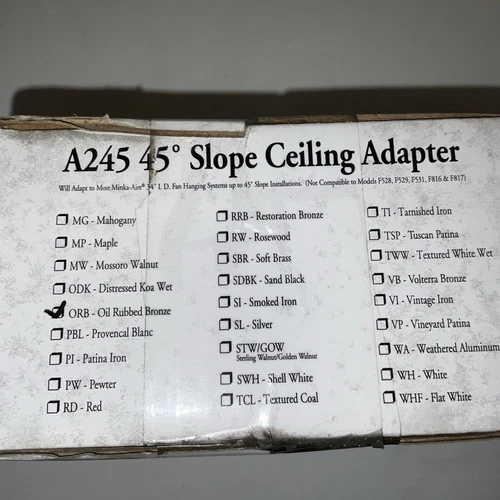 A245 45° Slope Ceiling Adapter
Will Adapt to Most Minka-Aire® 3/4" I. D. Fan Hanging Systems up to 45° Slope Installations. (Not Compatible to Models F528, F529, F531, F816 & F817)
MG - Mahogany
MP - Maple
MW - Mossoro Walnut
ODK - Distressed Koa Wet
ORB - Oil Rubbed Bronze
PBL - Provencal Blanc
PI - Patina Iron
PW - Pewter
RD - Red
RRB - Restoration Bronze
RW - Rosewood
SBR - Soft Brass
SDBK - Sand Black
SI - Smoked Iron
SL - Silver
STW/GOW
Sterling Walnut/Golden Walnut
SWH - Shell White
TCL - Textured Coal
TI - Tarnished Iron
TSP - Tuscan Patina
TWW - Textured White Wet
VB - Volterra Bronze
VI - Vintage Iron
VP - Vineyard Patina
WA - Weathered Aluminum
WH - White
WHF - Flat White